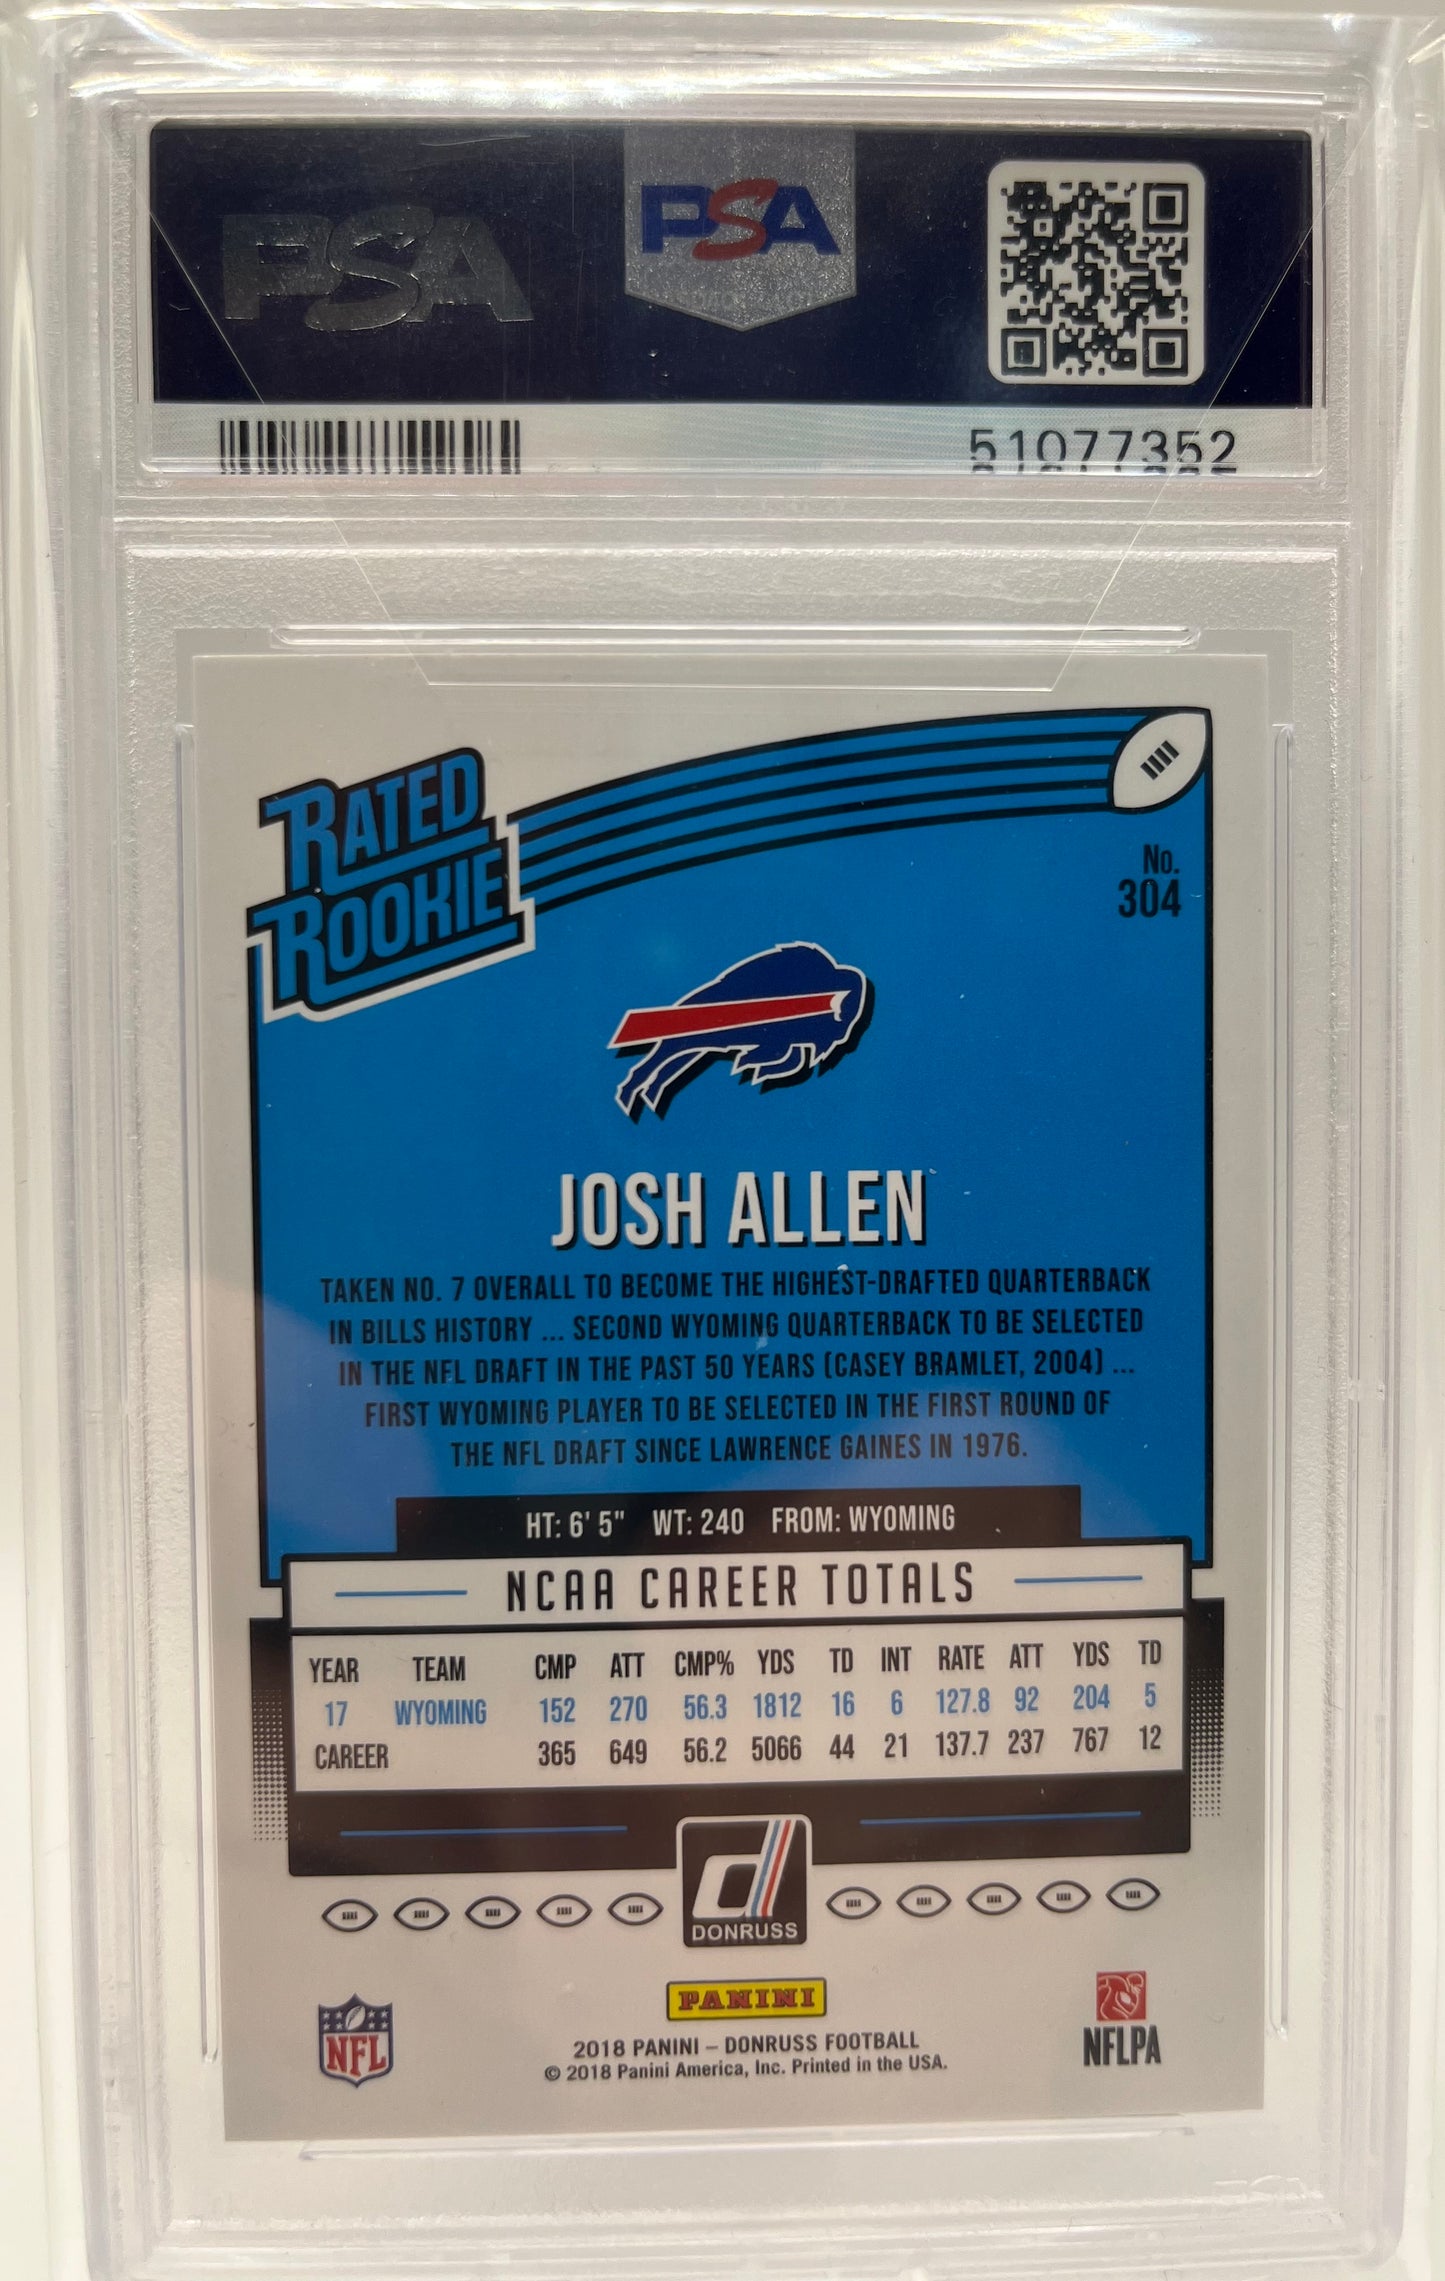 PSA
PSA
51077352
RATED
ROOKIE
No.
304
JOSH ALLEN
TAKEN NO. 7 OVERALL TO BECOME THE HIGHEST-DRAFTED QUARTERBACK
IN BILLS HISTORY ... SECOND WYOMING QUARTERBACK TO BE SELECTED
IN THE NFL DRAFT IN THE PAST 50 YEARS (CASEY BRAMLET, 2004) ...
FIRST WYOMING PLAYER TO BE SELECTED IN THE FIRST ROUND OF
THE NFL DRAFT SINCE LAWRENCE GAINES IN 1976.
HT: 6' 5" WT: 240 FROM: WYOMING
NCAA CAREER TOTALS
YEAR TEAM CMP ATT CMP% YDS TD INT RATE ATT YDS TD
17 WYOMING 152 270 56.3 1812 16 6 127.8 92 204 5
CAREER 365 649 56.2 5066 44 21 137.7 237 767 12
d
DONRUSS
PANINI
NFL
2018 PANINI – DONRUSS FOOTBALL
© 2018 Panini America, Inc. Printed in the USA.
NFLPA